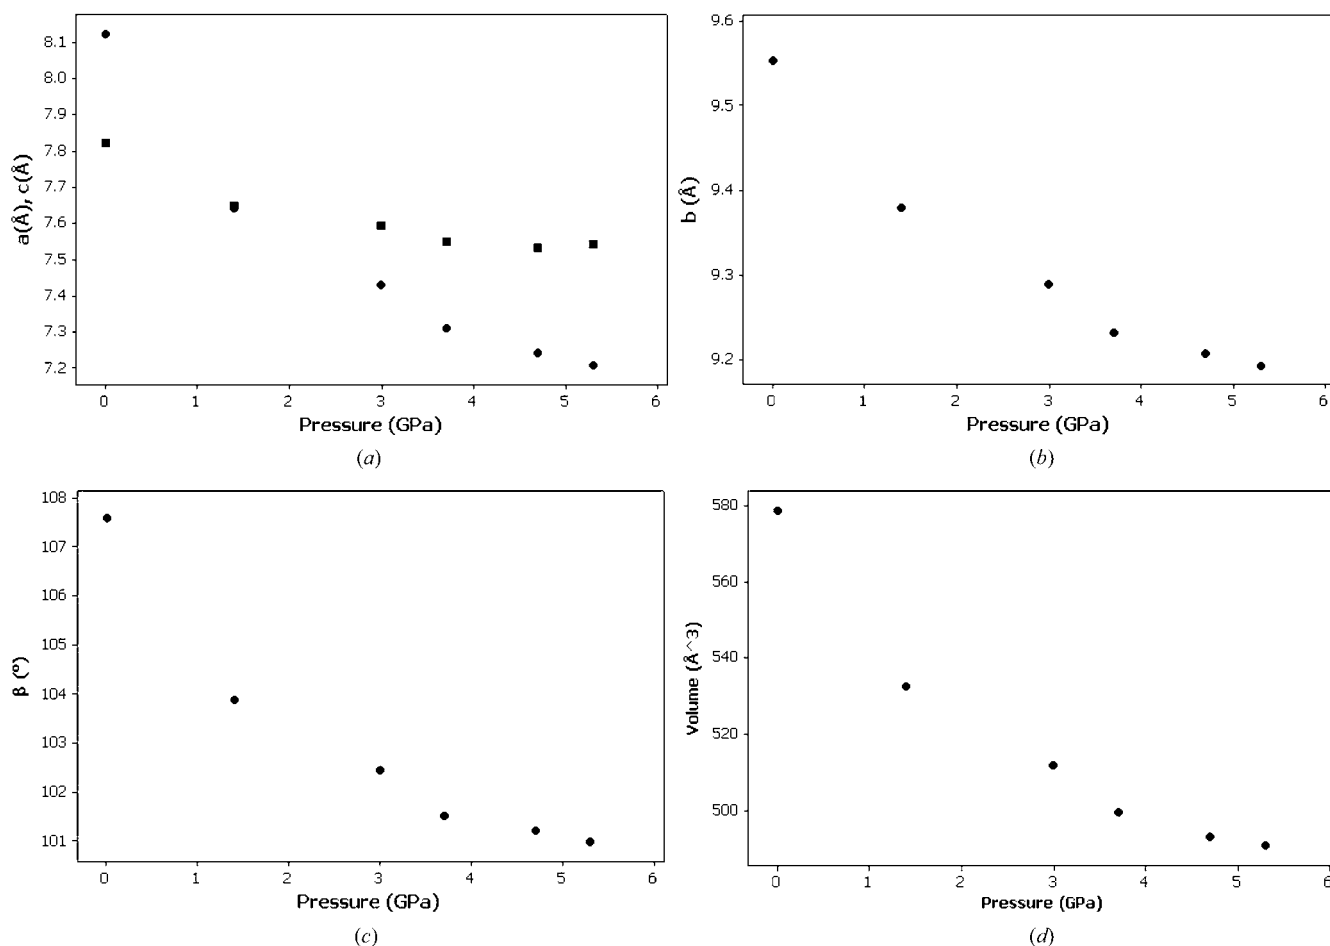 8.1
8.0
7.9
7.8
7.7
7.6
7.5
7.4
7.3
7.2
a(Å), c(Å)
0 1 2 3 4 5 6
Pressure (GPa)
(a)
9.6
9.5
9.4
9.3
9.2
b (Å)
0 1 2 3 4 5 6
Pressure (GPa)
(b)
108
107
106
105
104
103
102
101
β (º)
0 1 2 3 4 5 6
Pressure (GPa)
(c)
580
560
540
520
500
Volume (Å^3)
0 1 2 3 4 5 6
Pressure (GPa)
(d)